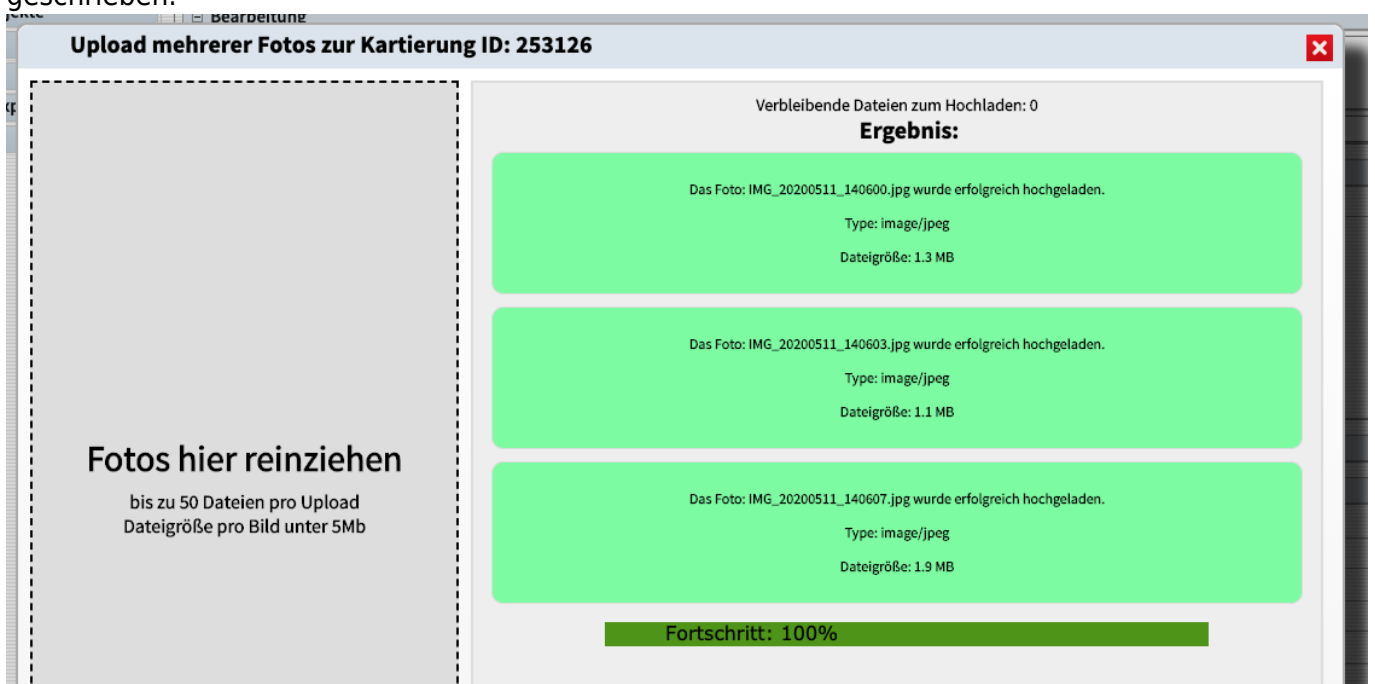 geschrieben.
Bearbeitung
Upload mehrerer Fotos zur Kartierung ID: 253126
Fotos hier reinziehen
bis zu 50 Dateien pro Upload
Dateigröße pro Bild unter 5Mb
Verbleibende Dateien zum Hochladen: 0
Ergebnis:
Das Foto: IMG_20200511_140600.jpg wurde erfolgreich hochgeladen.
Type: image/jpeg
Dateigröße: 1.3 MB
Das Foto: IMG_20200511_140603.jpg wurde erfolgreich hochgeladen.
Type: image/jpeg
Dateigröße: 1.1 MB
Das Foto: IMG_20200511_140607.jpg wurde erfolgreich hochgeladen.
Type: image/jpeg
Dateigröße: 1.9 MB
Fortschritt: 100%